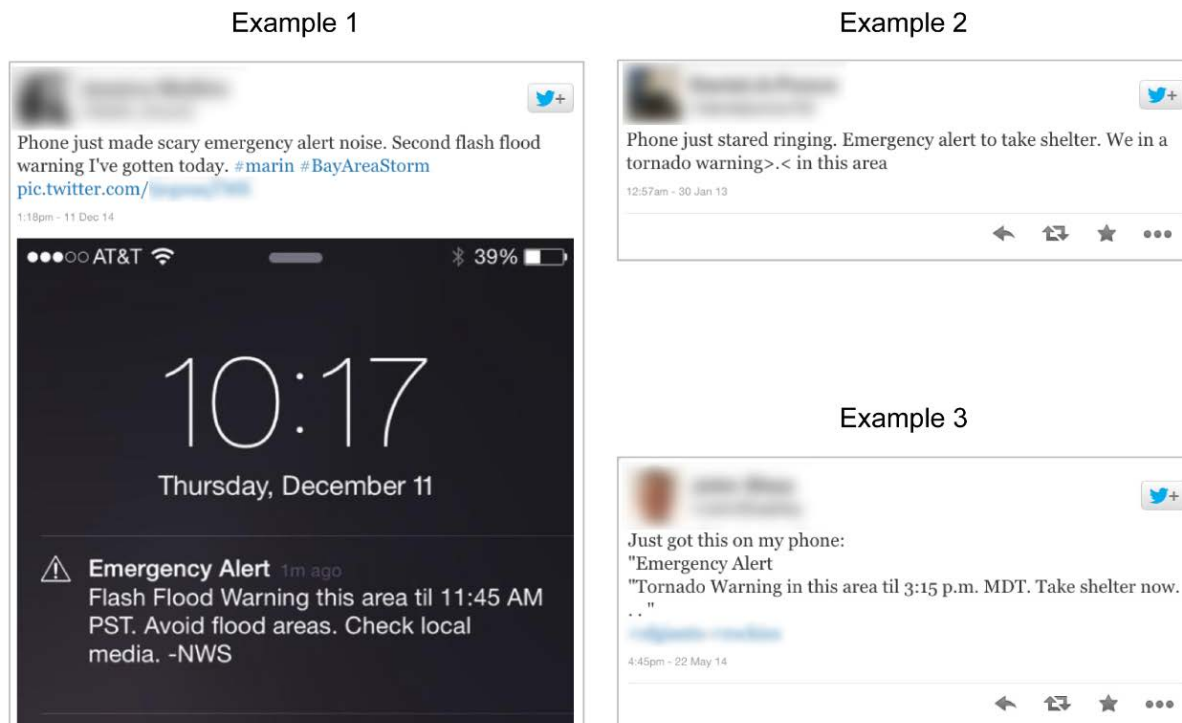 Example 1
Phone just made scary emergency alert noise. Second flash flood
warning I've gotten today. #marin #BayAreaStorm
pic.twitter.com/
1:18pm - 11 Dec 14
AT&T 39%
10:17
Thursday, December 11
Emergency Alert 1m ago
Flash Flood Warning this area til 11:45 AM
PST. Avoid flood areas. Check local
media. -NWS
Example 2
Phone just stared ringing. Emergency alert to take shelter. We in a
tornado warning>.< in this area
12:57am - 30 Jan 13
Example 3
Just got this on my phone:
"Emergency Alert
"Tornado Warning in this area til 3:15 p.m. MDT. Take shelter now.
. . "
4:45pm - 22 May 14